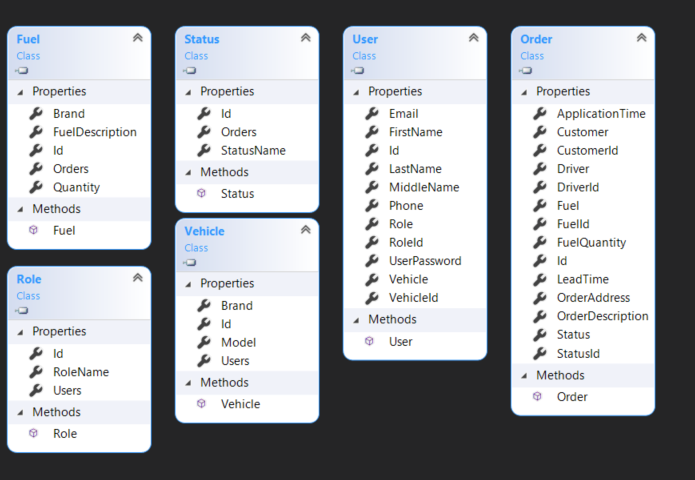 Fuel
Class
Properties
Brand
FuelDescription
Id
Orders
Quantity
Methods
Fuel
Role
Class
Properties
Id
RoleName
Users
Methods
Role
Status
Class
Properties
Id
Orders
StatusName
Methods
Status
Vehicle
Class
Properties
Brand
Id
Model
Users
Methods
Vehicle
User
Class
Properties
Email
FirstName
Id
LastName
MiddleName
Phone
Role
RoleId
UserPassword
Vehicle
VehicleId
Methods
User
Order
Class
Properties
ApplicationTime
Customer
CustomerId
Driver
DriverId
Fuel
FuelId
FuelQuantity
Id
LeadTime
OrderAddress
OrderDescription
Status
StatusId
Methods
Order